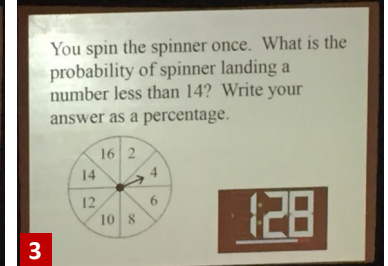 You spin the spinner once. What is the
probability of spinner landing a
number less than 14? Write your
answer as a percentage.
16 2
14 4
12 6
10 8
1:28
3